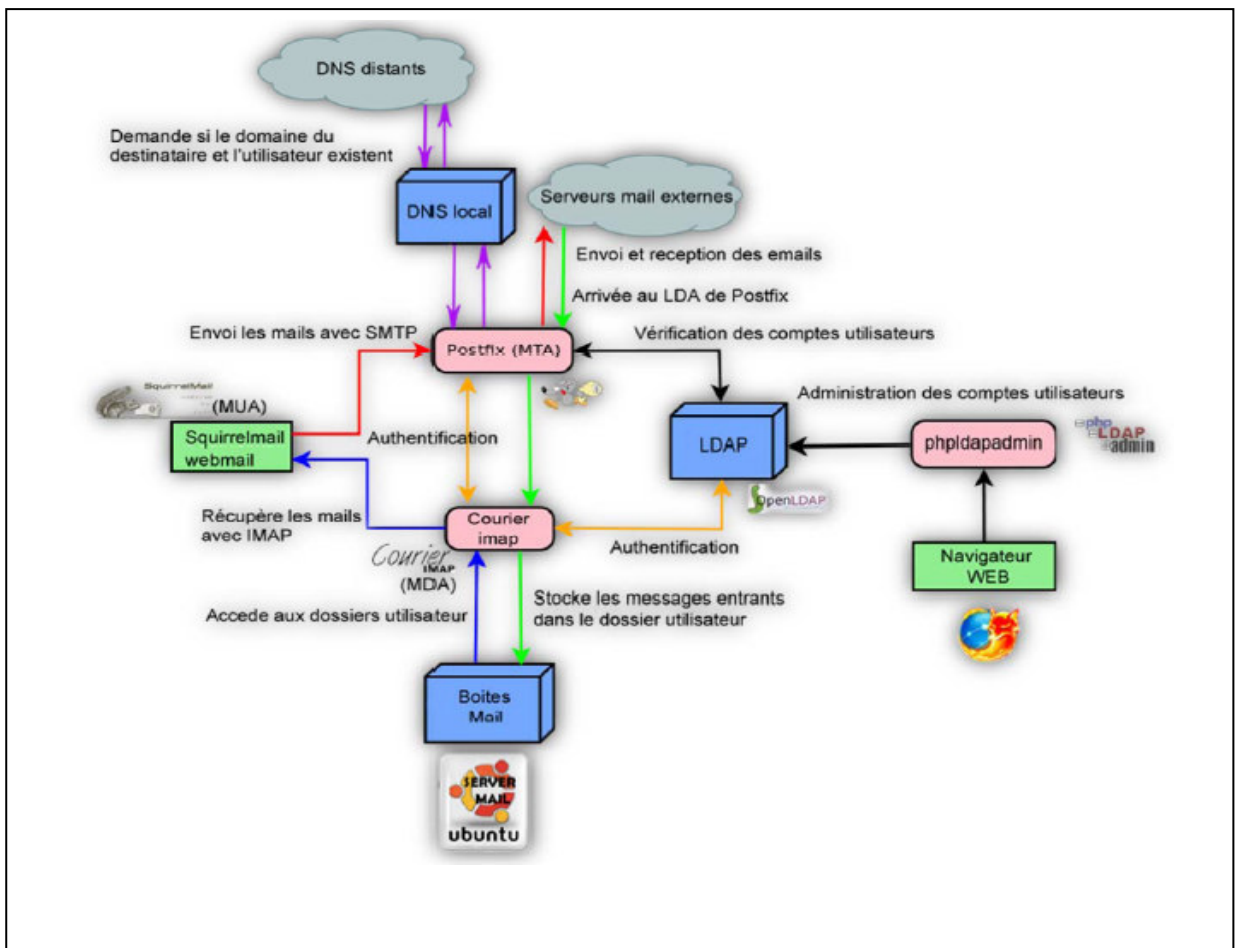 DNS distants
Demande si le domaine du
destinataire et l'utilisateur existent
DNS local
Serveurs mail externes
Envoi et reception des emails
Arrivée au LDA de Postfix
Envoi les mails avec SMTP
Postfix (MTA)
Vérification des comptes utilisateurs
Administration des comptes utilisateurs
SquirrelMail
(MUA)
Squirrelmail
webmail
Authentification
LDAP
phpldapadmin
php
LDAP
admin
OpenLDAP
Récupère les mails
avec IMAP
Courier
imap
Authentification
Navigateur
WEB
Courier
IMAP
(MDA)
Accede aux dossiers utilisateur
Stocke les messages entrants
dans le dossier utilisateur
Boites
Mail
SERVER
MAIL
ubuntu